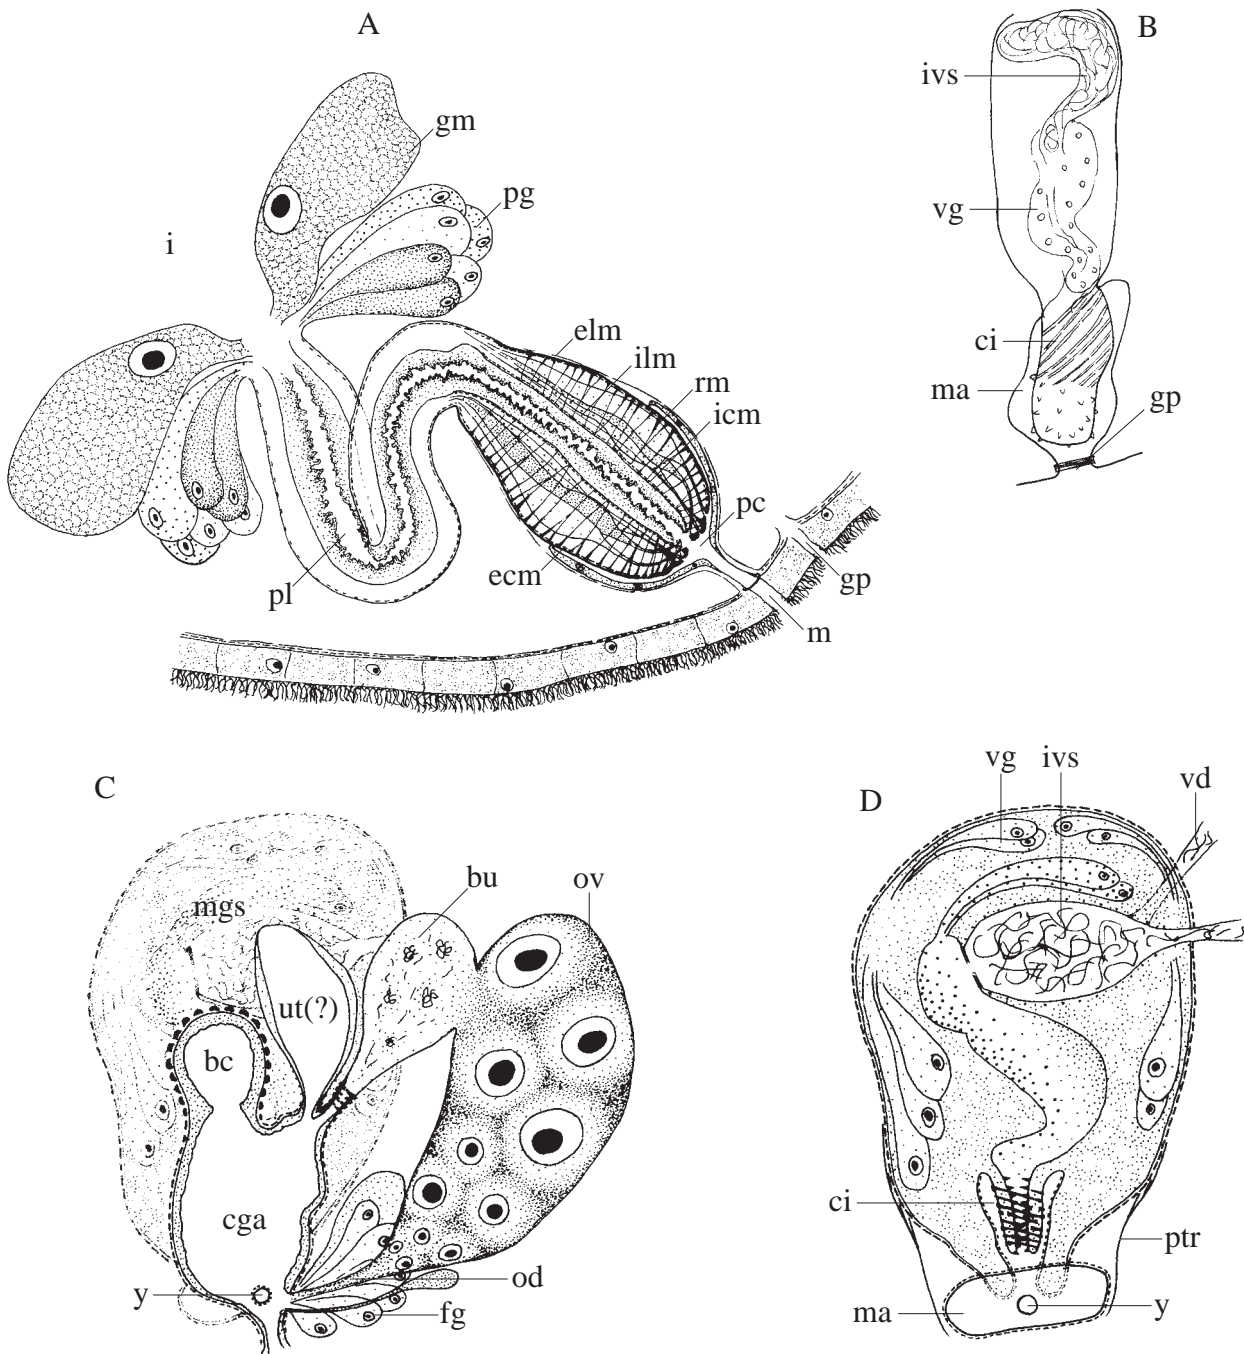 A
gm
pg
i
elm
ilm
rm
icm
pc
gp
m
ecm
pl
B
ivs
vg
ci
ma
gp
C
mgs
bu
ov
ut(?)
bc
cga
y
od
fg
D
vg
ivs
vd
ci
ptr
ma
y